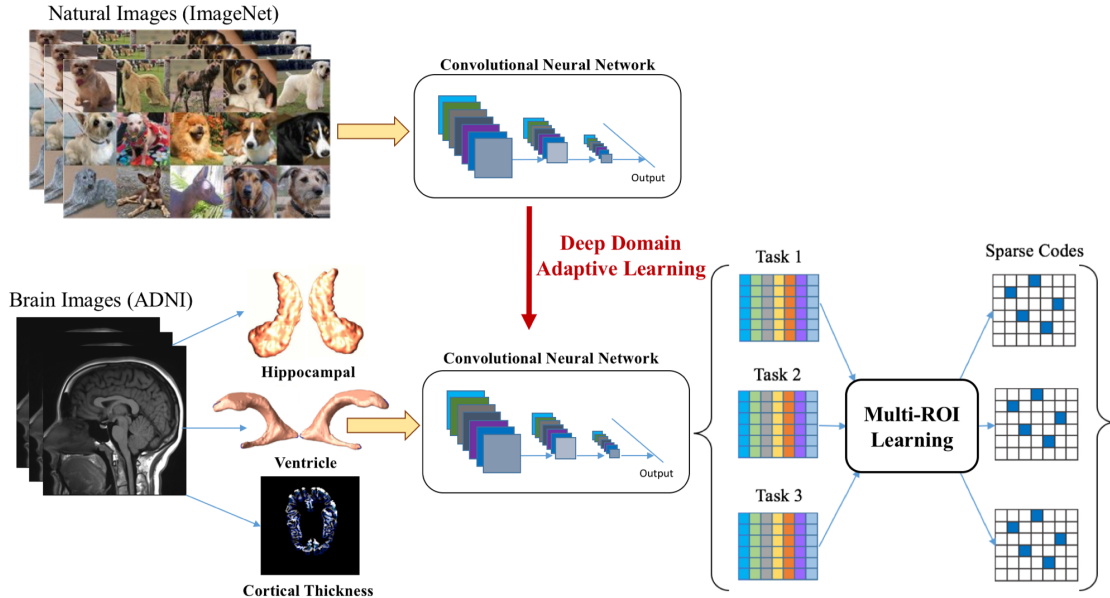 Natural Images (ImageNet)
Convolutional Neural Network
Output
Deep Domain
Adaptive Learning
Brain Images (ADNI)
Hippocampal
Ventricle
Cortical Thickness
Convolutional Neural Network
Output
Task 1
Task 2
Task 3
Multi-ROI
Learning
Sparse Codes